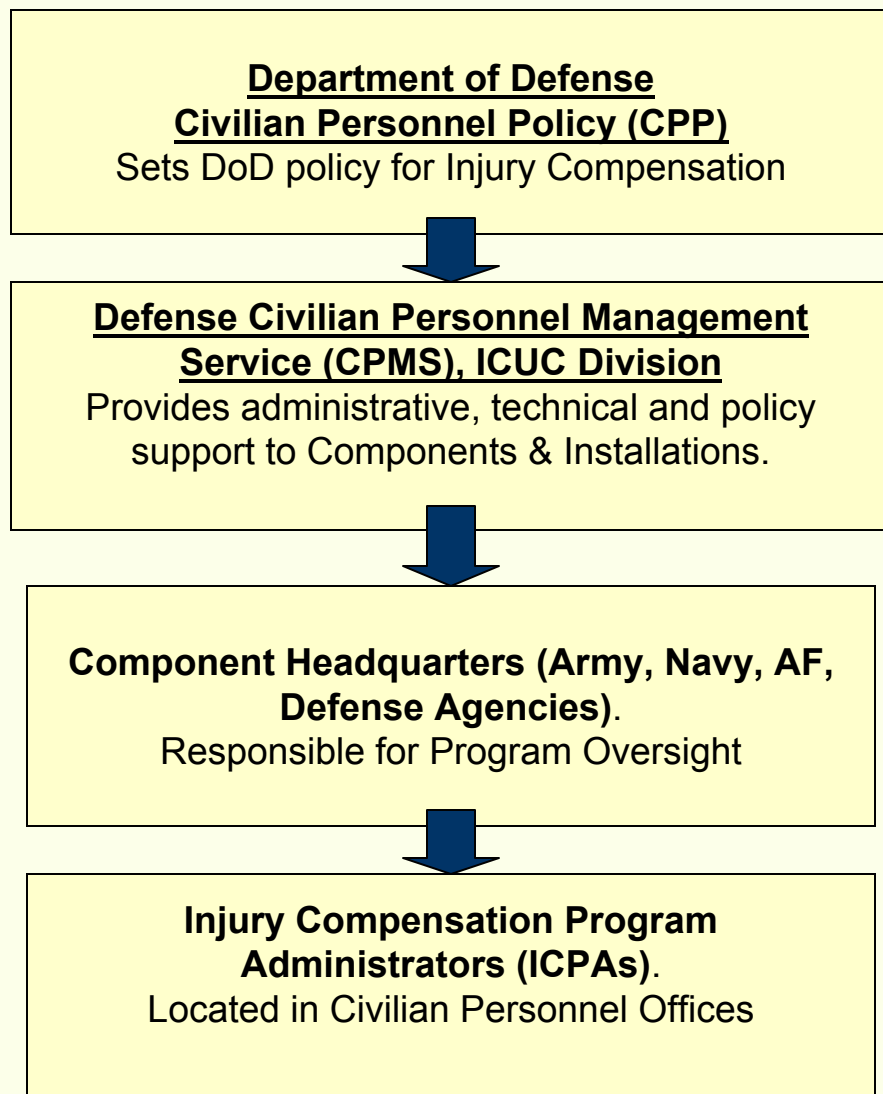 Department of Defense
Civilian Personnel Policy (CPP)
Sets DoD policy for Injury Compensation
Defense Civilian Personnel Management
Service (CPMS), ICUC Division
Provides administrative, technical and policy
support to Components & Installations.
Component Headquarters (Army, Navy, AF,
Defense Agencies).
Responsible for Program Oversight
Injury Compensation Program
Administrators (ICPAs).
Located in Civilian Personnel Offices